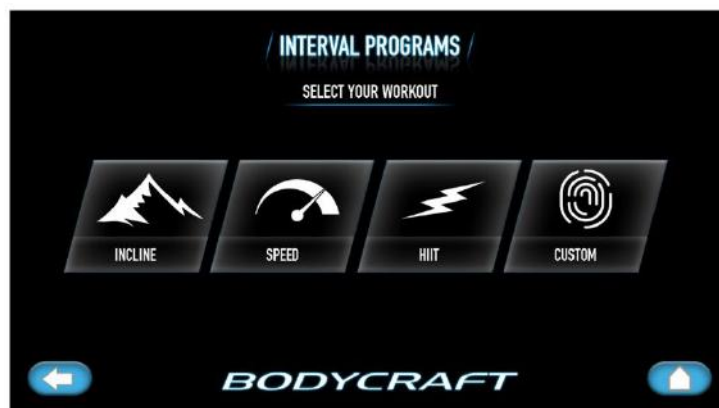 / INTERVAL PROGRAMS /
SELECT YOUR WORKOUT
INCLINE
SPEED
HIIT
CUSTOM
BODYCRAFT